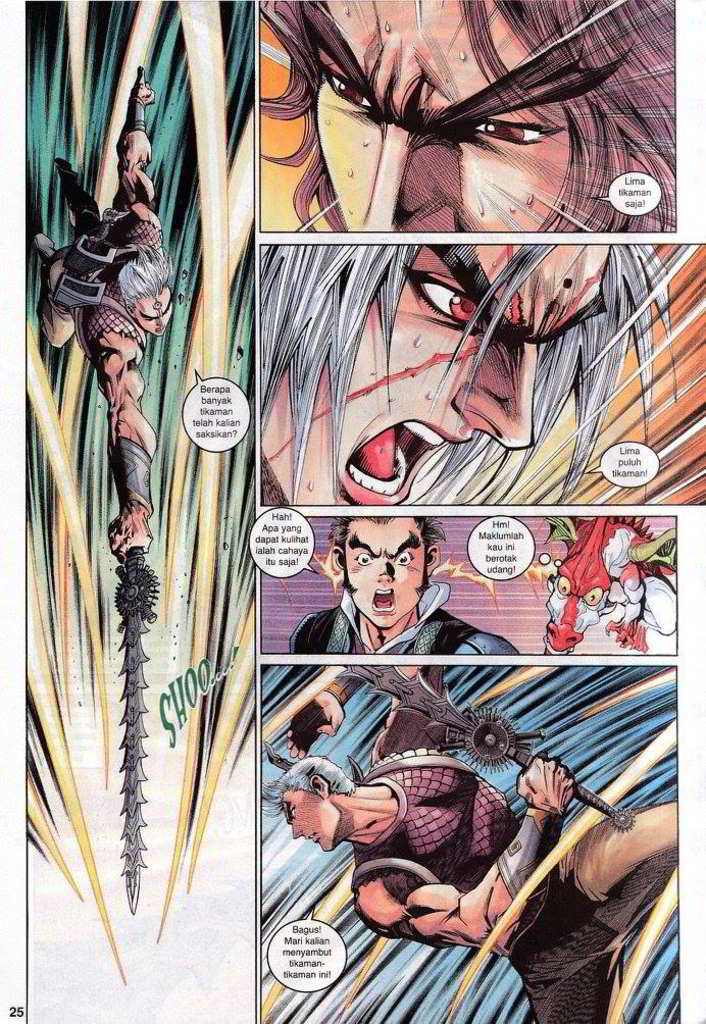 Berapa
banyak
tikaman
telah kalian
saksikan?
SHOO....
Lima
tikaman
saja!
Lima
puluh
tikaman!
Hah!
Apa yang
dapat kulihat
ialah cahaya
itu saja!
Hm!
Maklumlah
kau ini
berotak
udang!
Bagus!
Mari kalian
menyambut
tikaman-
tikaman ini!
25